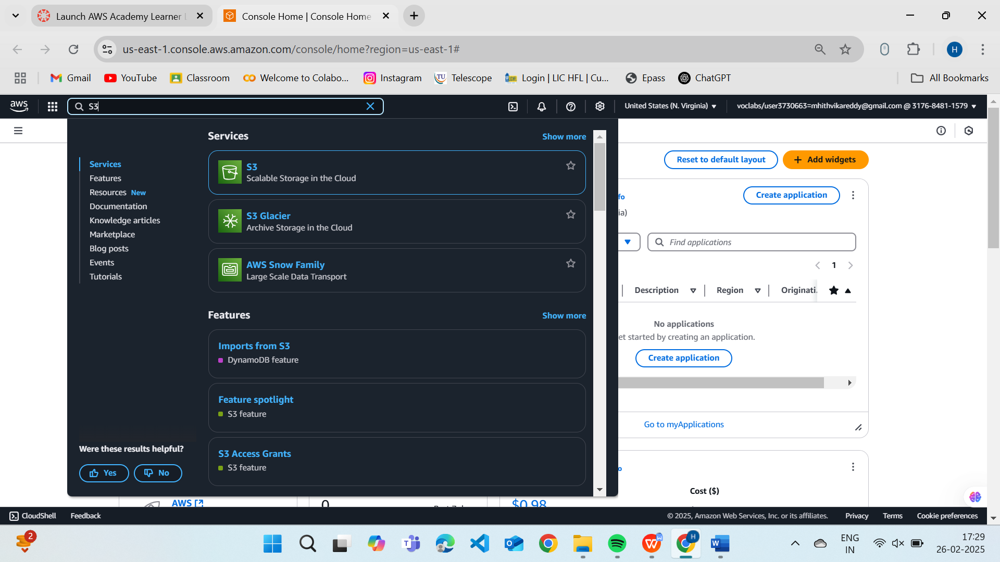 Launch AWS Academy Learner L
Console Home | Console Home
us-east-1.console.aws.amazon.com/console/home?region=us-east-1#
H
Gmail
YouTube
Classroom
Welcome to Colabo...
Instagram
TU
Telescope
Login | LIC HFL | Cu...
Epass
ChatGPT
All Bookmarks
aws
S3
United States (N. Virginia)
voclabs/user3730663=mhithvikareddy@gmail.com @ 3176-8481-1579
Services
Show more
Services
Features
Resources New
Documentation
Knowledge articles
Marketplace
Blog posts
Events
Tutorials
S3
Scalable Storage in the Cloud
S3 Glacier
Archive Storage in the Cloud
AWS Snow Family
Large Scale Data Transport
Features
Show more
Imports from S3
DynamoDB feature
Feature spotlight
S3 feature
S3 Access Grants
S3 feature
Were these results helpful?
Yes
No
Reset to default layout
+ Add widgets
fo
Create application
ia)
Find applications
1
Description
Region
Originati.
No applications
et started by creating an application.
Create application
Go to myApplications
o
Cost ($)
AWS
0
$0.98
CloudShell
Feedback
© 2025, Amazon Web Services, Inc. or its affiliates.
Privacy
Terms
Cookie preferences
2
H
W
ENG
IN
17:29
26-02-2025